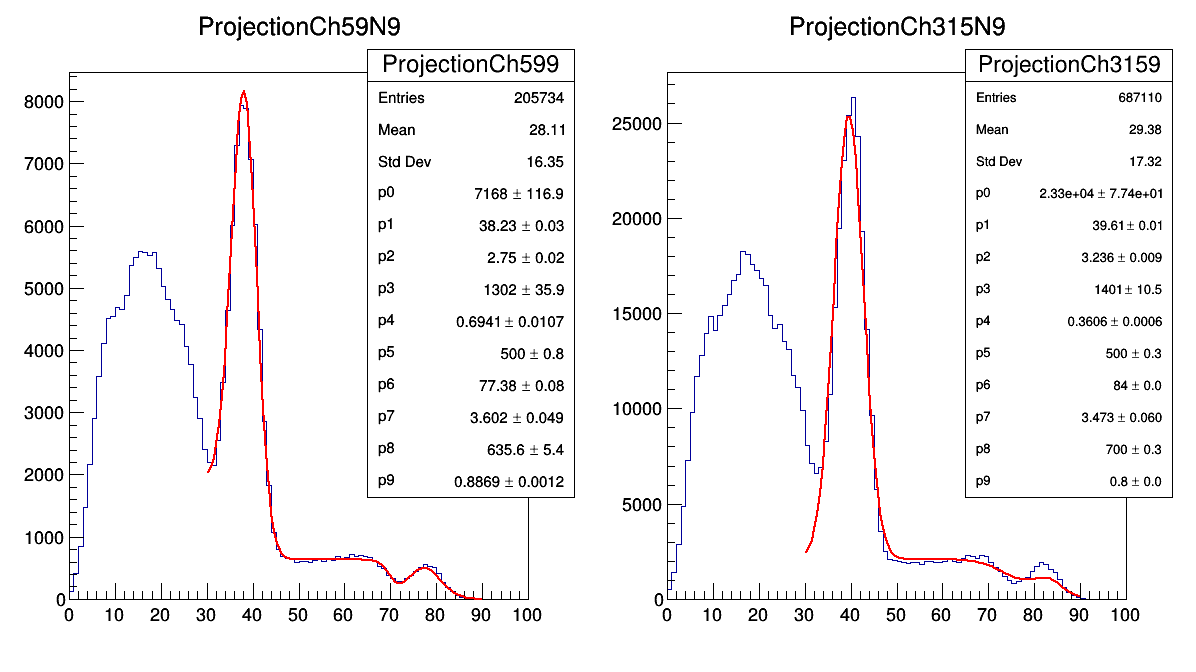 ProjectionCh59N9
ProjectionCh599
Entries 205734
Mean 28.11
Std Dev 16.35
p0 7168 ± 116.9
p1 38.23 ± 0.03
p2 2.75 ± 0.02
p3 1302 ± 35.9
p4 0.6941 ± 0.0107
p5 500 ± 0.8
p6 77.38 ± 0.08
p7 3.602 ± 0.049
p8 635.6 ± 5.4
p9 0.8869 ± 0.0012
8000
7000
6000
5000
4000
3000
2000
1000
0
0 10 20 30 40 50 60 70 80 90 100
ProjectionCh315N9
ProjectionCh3159
Entries 687110
Mean 29.38
Std Dev 17.32
p0 2.33e+04 ± 7.74e+01
p1 39.61 ± 0.01
p2 3.236 ± 0.009
p3 1401 ± 10.5
p4 0.3606 ± 0.0006
p5 500 ± 0.3
p6 84 ± 0.0
p7 3.473 ± 0.060
p8 700 ± 0.3
p9 0.8 ± 0.0
25000
20000
15000
10000
5000
0
0 10 20 30 40 50 60 70 80 90 100